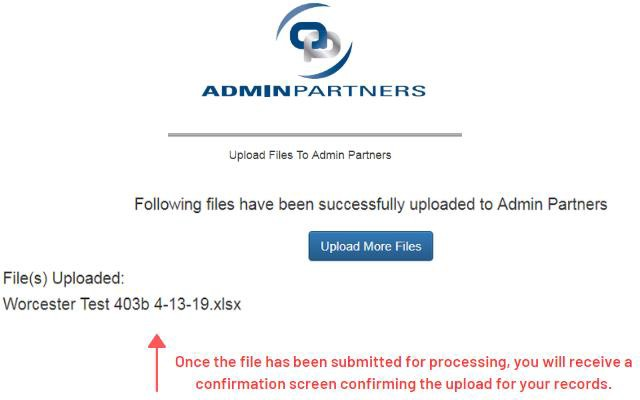 ADMINPARTNERS
Upload Files To Admin Partners
Following files have been successfully uploaded to Admin Partners
Upload More Files
File(s) Uploaded:
Worcester Test 403b 4-13-19.xlsx
Once the file has been submitted for processing, you will receive a
confirmation screen confirming the upload for your records.